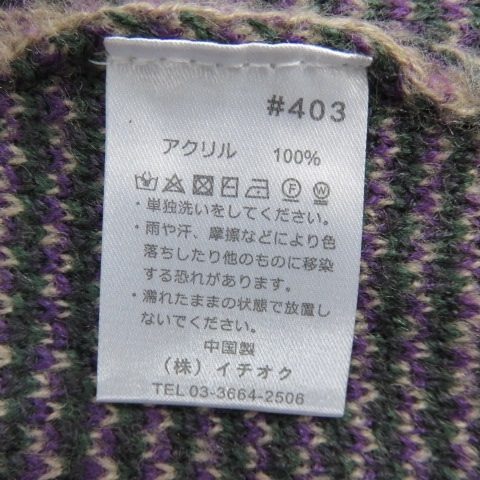 #403
アクリル 100%
・単独洗いをしてください。
・雨や汗、摩擦などにより色
落ちしたり他のものに移染
する恐れがあります。
・濡れたままの状態で放置し
ないでください。
中国製
(株)イチオク
TEL 03-3664-2506